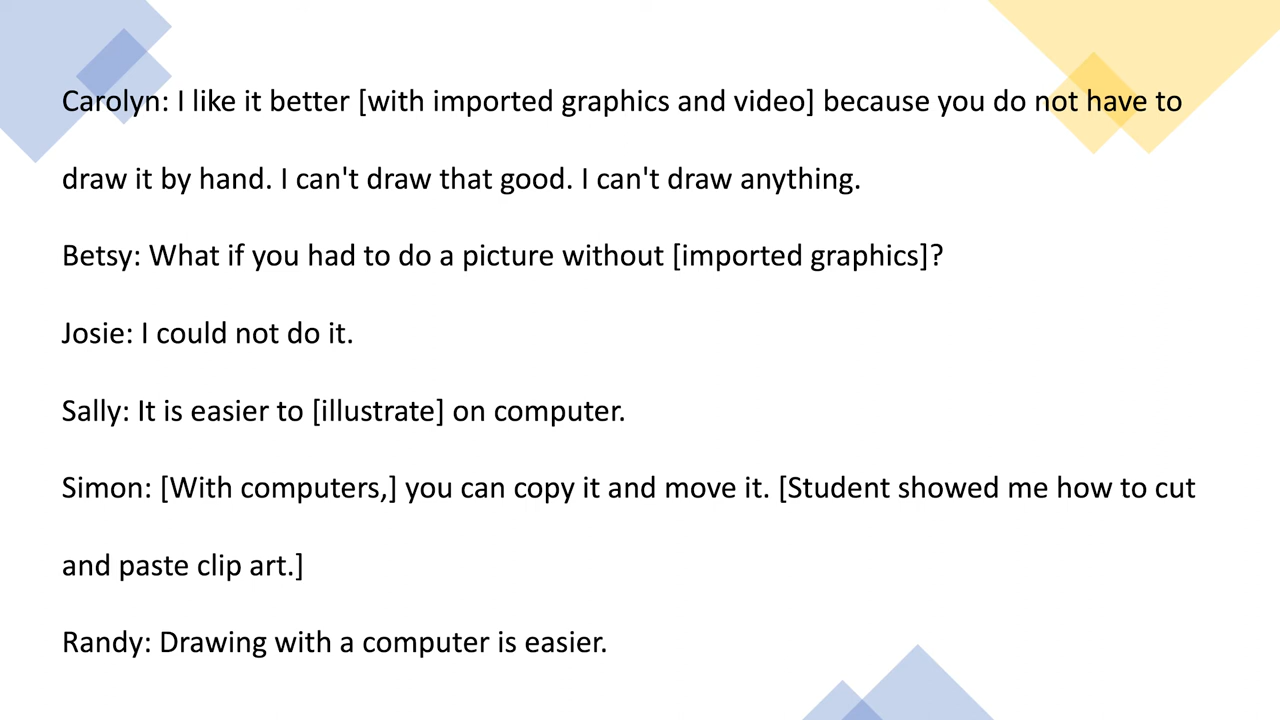 Carolyn: I like it better [with imported graphics and video] because you do not have to
draw it by hand. I can't draw that good. I can't draw anything.
Betsy: What if you had to do a picture without [imported graphics]?
Josie: I could not do it.
Sally: It is easier to [illustrate] on computer.
Simon: [With computers,] you can copy it and move it. [Student showed me how to cut
and paste clip art.]
Randy: Drawing with a computer is easier.